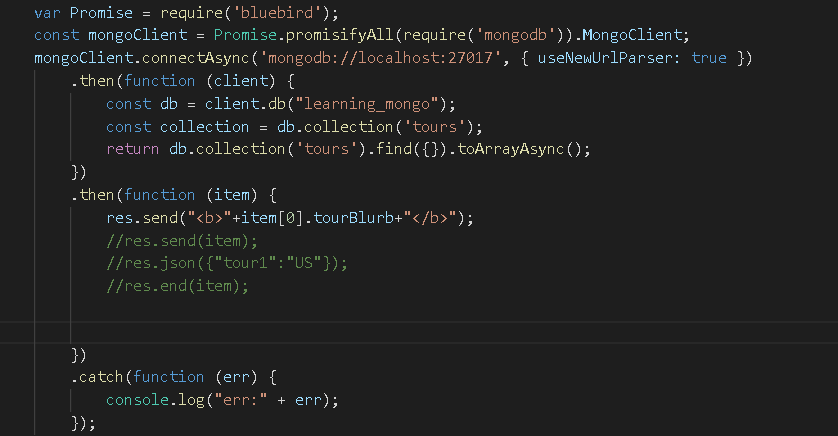 var Promise = require('bluebird');
const mongoClient = Promise.promisifyAll(require('mongodb')).MongoClient;
mongoClient.connectAsync('mongodb://localhost:27017', { useNewUrlParser: true })
.then(function (client) {
const db = client.db("learning_mongo");
const collection = db.collection('tours');
return db.collection('tours').find({}).toArrayAsync();
})
.then(function (item) {
res.send("<b>"+item[0].tourBlurb+"</b>");
//res.send(item);
//res.json({"tour1":"US"});
//res.end(item);
})
.catch(function (err) {
console.log("err:" + err);
});